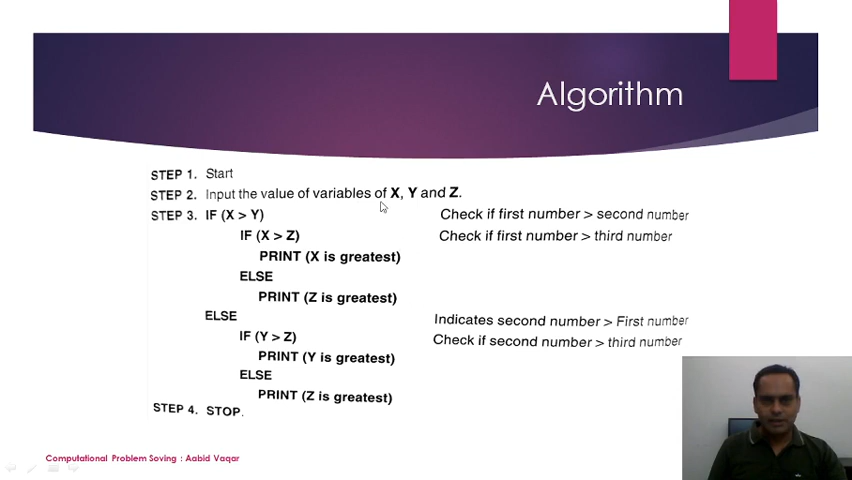 Algorithm
STEP 1. Start
STEP 2. Input the value of variables of X, Y and Z.
STEP 3. IF (X > Y) Check if first number > second number
IF (X > Z) Check if first number > third number
PRINT (X is greatest)
ELSE
PRINT (Z is greatest)
ELSE Indicates second number > First number
IF (Y > Z) Check if second number > third number
PRINT (Y is greatest)
ELSE
PRINT (Z is greatest)
STEP 4. STOP.
Computational Problem Soving : Aabid Vaqar